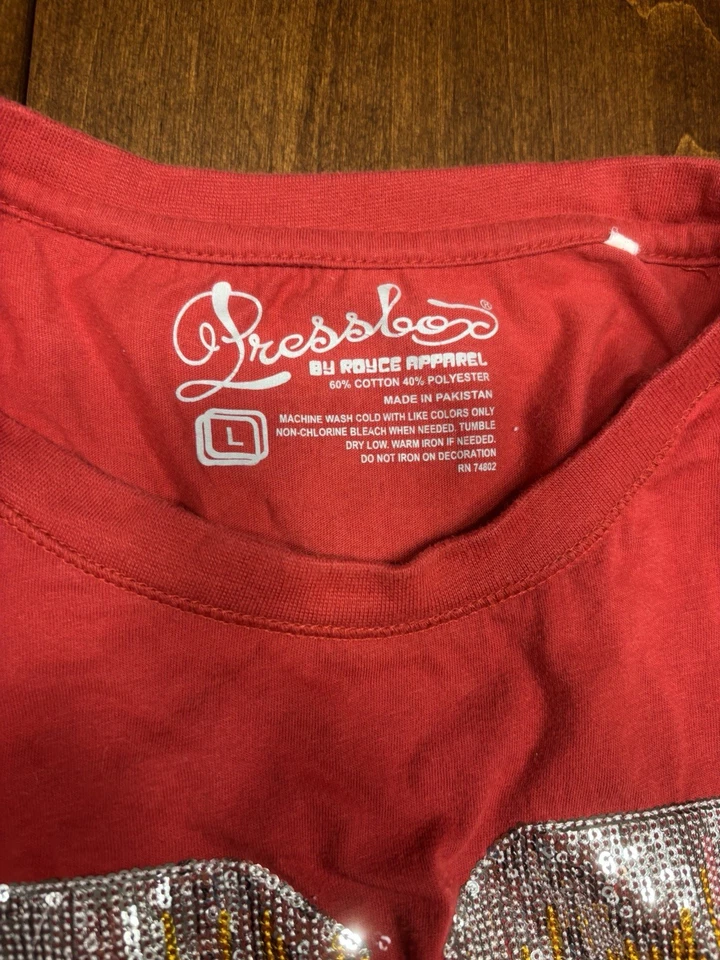 Pressbox®
BY ROYCE APPAREL
60% COTTON 40% POLYESTER
MADE IN PAKISTAN
L
MACHINE WASH COLD WITH LIKE COLORS ONLY
NON-CHLORINE BLEACH WHEN NEEDED. TUMBLE
DRY LOW. WARM IRON IF NEEDED.
DO NOT IRON ON DECORATION
RN 74802